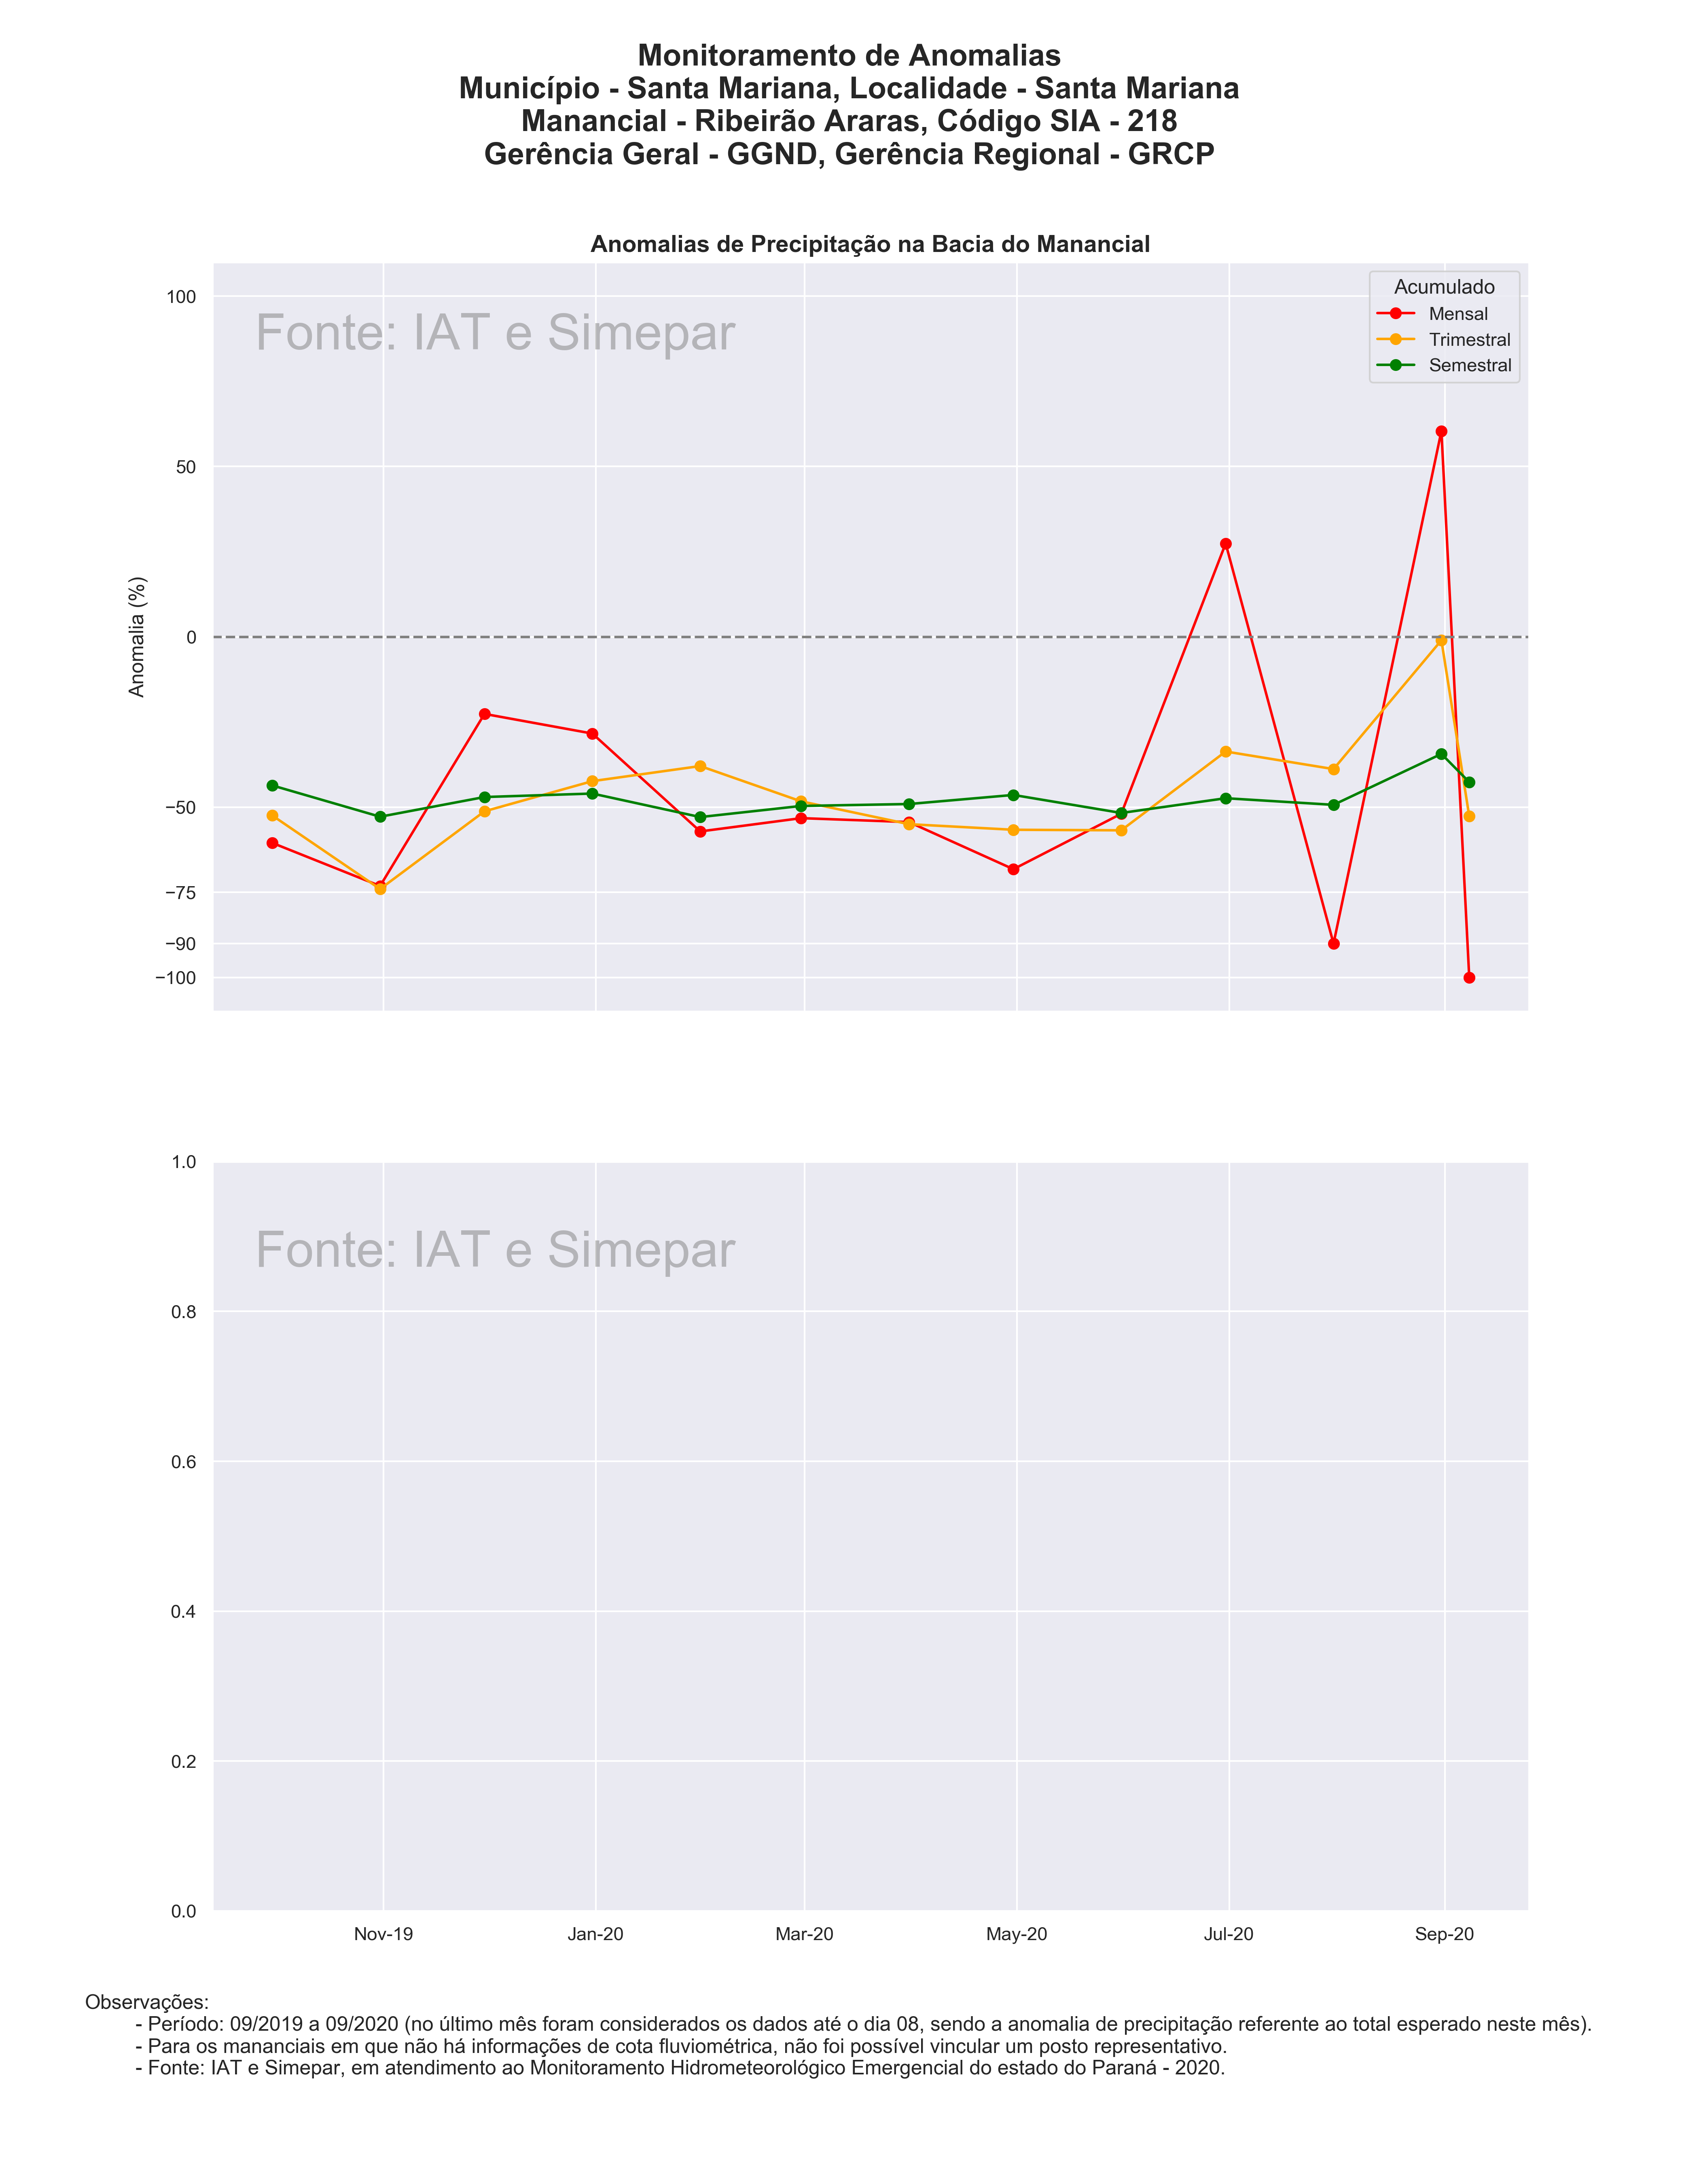 Monitoramento de Anomalias
Município - Santa Mariana, Localidade - Santa Mariana
Manancial - Ribeirão Araras, Código SIA - 218
Gerência Geral - GGND, Gerência Regional - GRCP
Anomalias de Precipitação na Bacia do Manancial
Fonte: IAT e Simepar
Acumulado
Mensal
Trimestral
Semestral
Anomalia (%)
100
50
0
−50
−75
−90
−100
Fonte: IAT e Simepar
1.0
0.8
0.6
0.4
0.2
0.0
Nov-19 Jan-20 Mar-20 May-20 Jul-20 Sep-20
Observações:
- Período: 09/2019 a 09/2020 (no último mês foram considerados os dados até o dia 08, sendo a anomalia de precipitação referente ao total esperado neste mês).
- Para os mananciais em que não há informações de cota fluviométrica, não foi possível vincular um posto representativo.
- Fonte: IAT e Simepar, em atendimento ao Monitoramento Hidrometeorológico Emergencial do estado do Paraná - 2020.